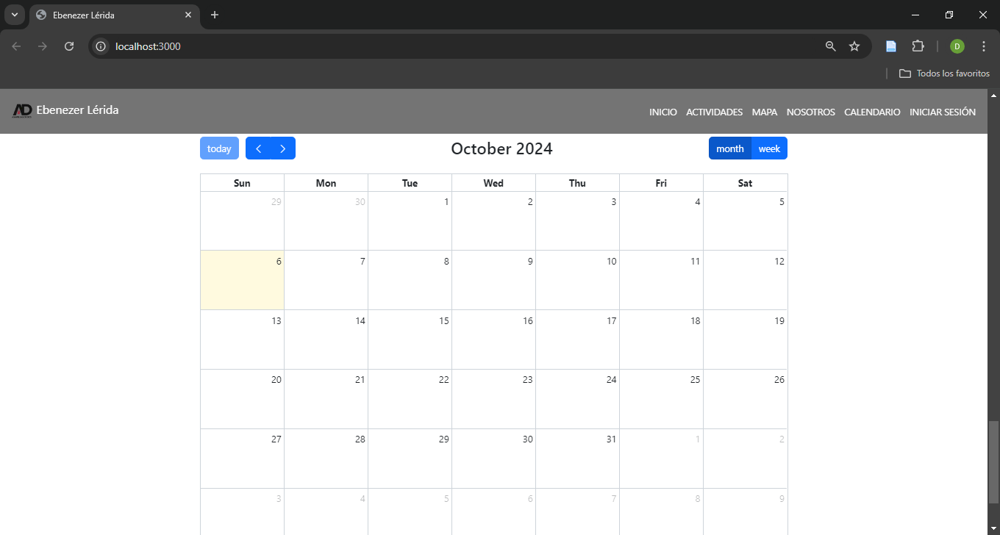 Ebenezer Lérida
localhost:3000
D
Todos los favoritos
AD Ebenezer Lérida
INICIO ACTIVIDADES MAPA NOSOTROS CALENDARIO INICIAR SESIÓN
today October 2024 month week
Sun Mon Tue Wed Thu Fri Sat
29 30 1 2 3 4 5
6 7 8 9 10 11 12
13 14 15 16 17 18 19
20 21 22 23 24 25 26
27 28 29 30 31 1 2
3 4 5 6 7 8 9